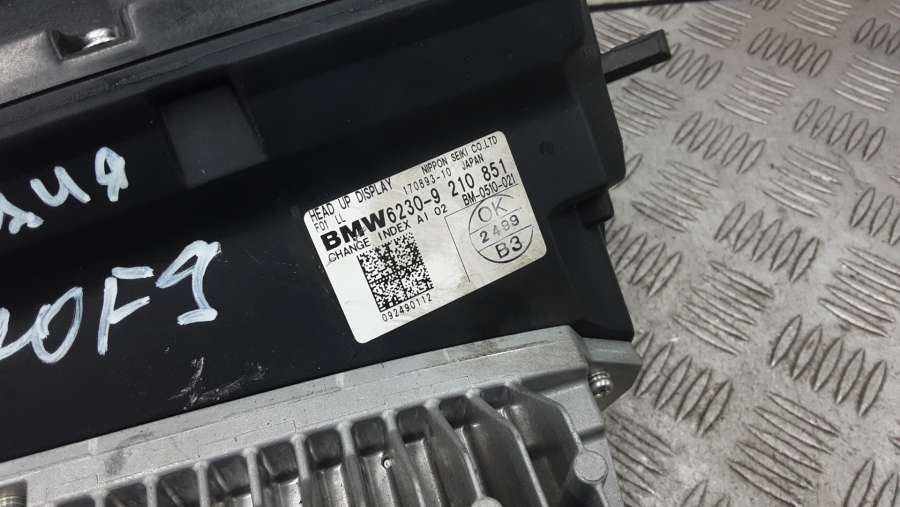 HEAD UP DISPLAY NIPPON SEIKI CO.LTD
F01 LL 170893-10 JAPAN
BMW 6230-9 210 851
CHANGE INDEX AI 02 BM-0510-021
OK
2499
B3
092490112
0F9